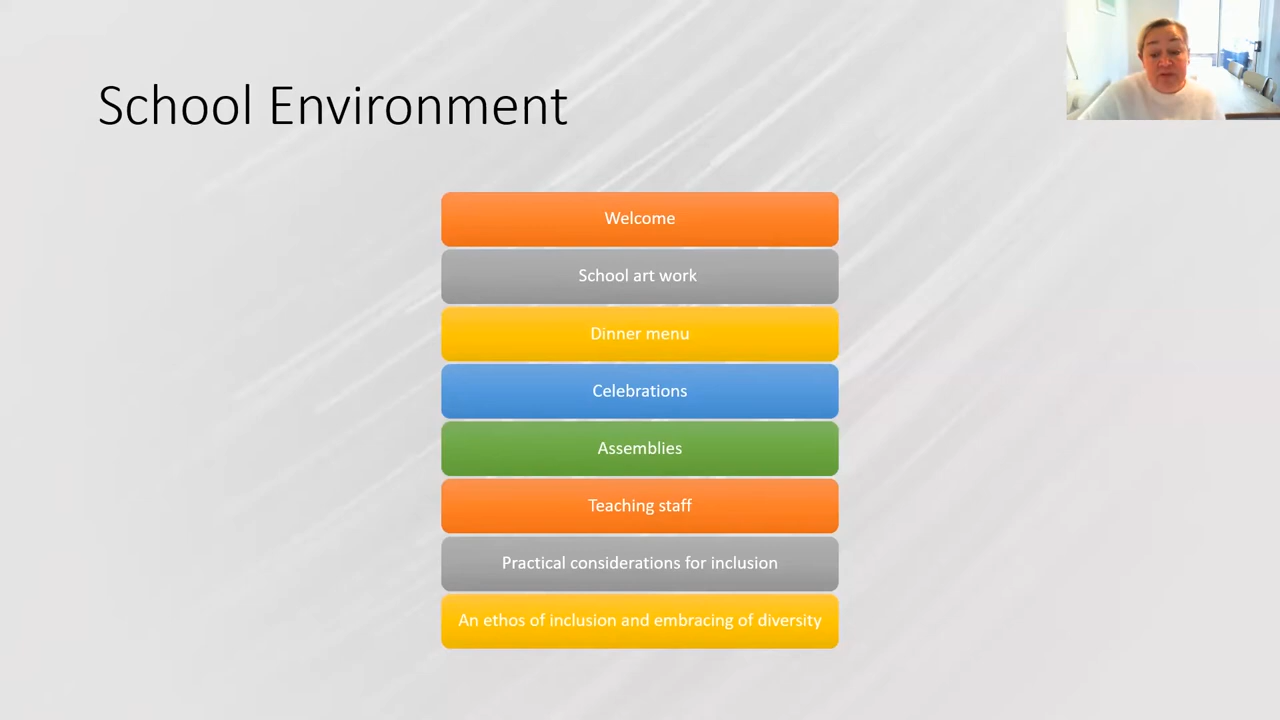 School Environment
Welcome
School art work
Dinner menu
Celebrations
Assemblies
Teaching staff
Practical considerations for inclusion
An ethos of inclusion and embracing of diversity